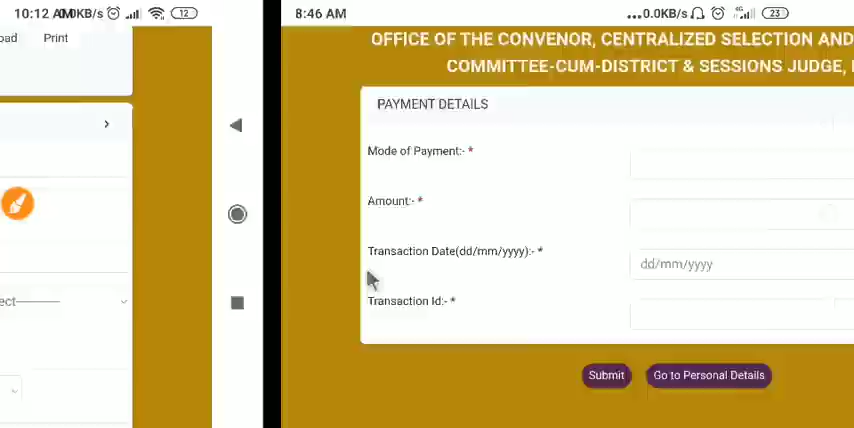 10:12 AM
KB/s
12
oad Print
ect
8:46 AM
...0.0KB/s
4G
23
OFFICE OF THE CONVENOR, CENTRALIZED SELECTION AND
COMMITTEE-CUM-DISTRICT & SESSIONS JUDGE,
PAYMENT DETAILS
Mode of Payment:- *
Amount:- *
Transaction Date(dd/mm/yyyy):- *
dd/mm/yyyy
Transaction Id:- *
Submit Go to Personal Details